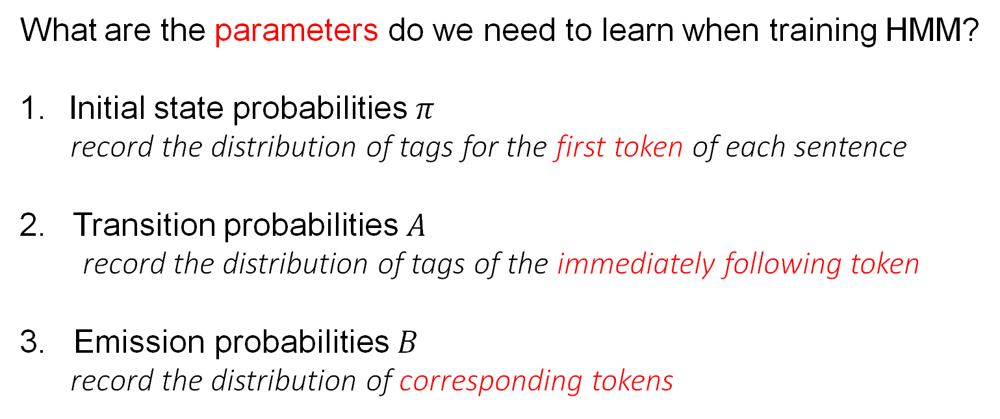 What are the parameters do we need to learn when training HMM?
1. Initial state probabilities π
record the distribution of tags for the first token of each sentence
2. Transition probabilities A
record the distribution of tags of the immediately following token
3. Emission probabilities B
record the distribution of corresponding tokens